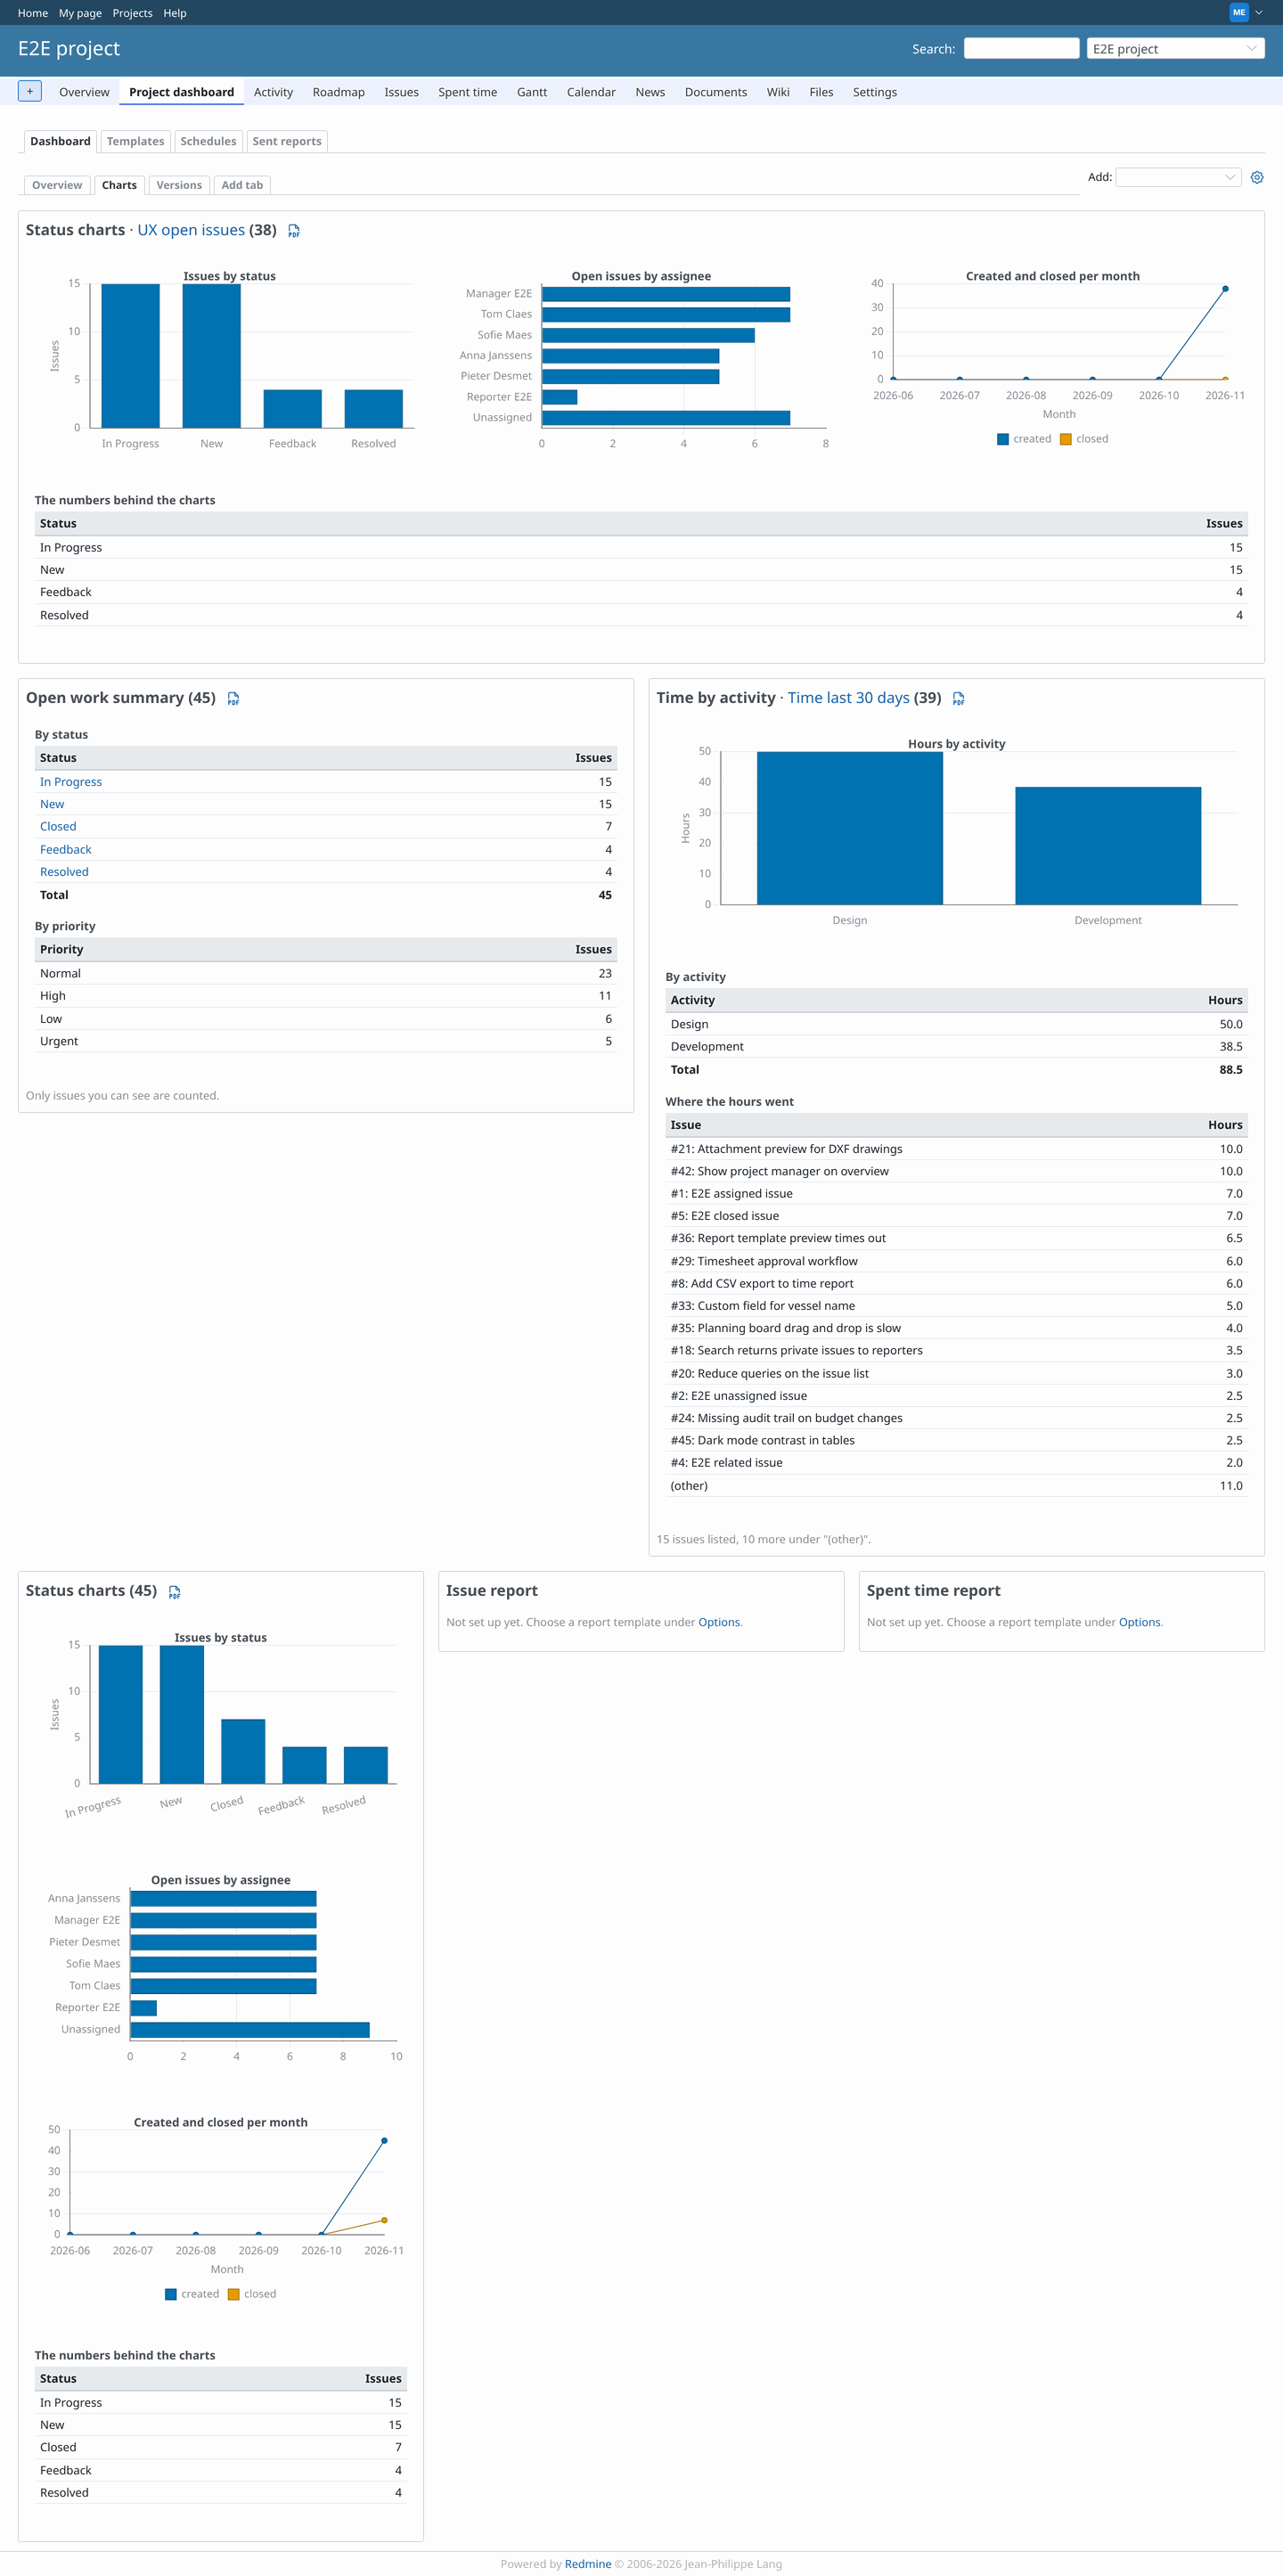 Home My page Projects Help ME
E2E project Search: E2E project
+ Overview Project dashboard Activity Roadmap Issues Spent time Gantt Calendar News Documents Wiki Files Settings
Dashboard Templates Schedules Sent reports
Overview Charts Versions Add tab Add:
Status charts · UX open issues (38) PDF
Issues by status
15
10
5
0
Issues
In Progress New Feedback Resolved
Open issues by assignee
Manager E2E
Tom Claes
Sofie Maes
Anna Janssens
Pieter Desmet
Reporter E2E
Unassigned
0 2 4 6 8
Created and closed per month
40
30
20
10
0
2026-06 2026-07 2026-08 2026-09 2026-10 2026-11
Month
created closed
The numbers behind the charts
Status Issues
In Progress 15
New 15
Feedback 4
Resolved 4
Open work summary (45) PDF
By status
Status Issues
In Progress 15
New 15
Closed 7
Feedback 4
Resolved 4
Total 45
By priority
Priority Issues
Normal 23
High 11
Low 6
Urgent 5
Only issues you can see are counted.
Time by activity · Time last 30 days (39) PDF
Hours by activity
50
40
30
20
10
0
Hours
Design Development
By activity
Activity Hours
Design 50.0
Development 38.5
Total 88.5
Where the hours went
Issue Hours
#21: Attachment preview for DXF drawings 10.0
#42: Show project manager on overview 10.0
#1: E2E assigned issue 7.0
#5: E2E closed issue 7.0
#36: Report template preview times out 6.5
#29: Timesheet approval workflow 6.0
#8: Add CSV export to time report 6.0
#33: Custom field for vessel name 5.0
#35: Planning board drag and drop is slow 4.0
#18: Search returns private issues to reporters 3.5
#20: Reduce queries on the issue list 3.0
#2: E2E unassigned issue 2.5
#24: Missing audit trail on budget changes 2.5
#45: Dark mode contrast in tables 2.5
#4: E2E related issue 2.0
(other) 11.0
15 issues listed, 10 more under "(other)".
Status charts (45) PDF
Issues by status
15
10
5
0
Issues
In Progress New Closed Feedback Resolved
Open issues by assignee
Anna Janssens
Manager E2E
Pieter Desmet
Sofie Maes
Tom Claes
Reporter E2E
Unassigned
0 2 4 6 8 10
Created and closed per month
50
40
30
20
10
0
2026-06 2026-07 2026-08 2026-09 2026-10 2026-11
Month
created closed
The numbers behind the charts
Status Issues
In Progress 15
New 15
Closed 7
Feedback 4
Resolved 4
Issue report
Not set up yet. Choose a report template under Options.
Spent time report
Not set up yet. Choose a report template under Options.
Powered by Redmine © 2006-2026 Jean-Philippe Lang